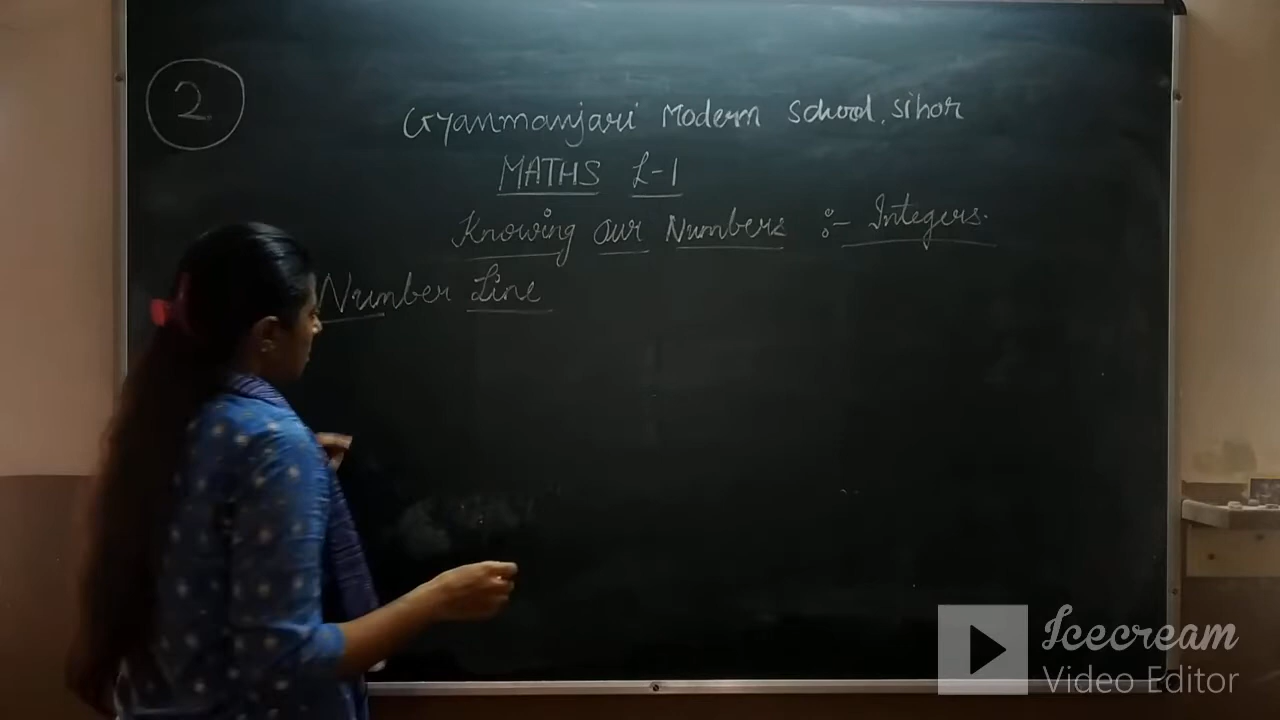 2
Gyanmanjari Modern School, Sihor
MATHS L-1
Knowing Our Numbers :- Integers.
Number Line
Icecream
Video Editor